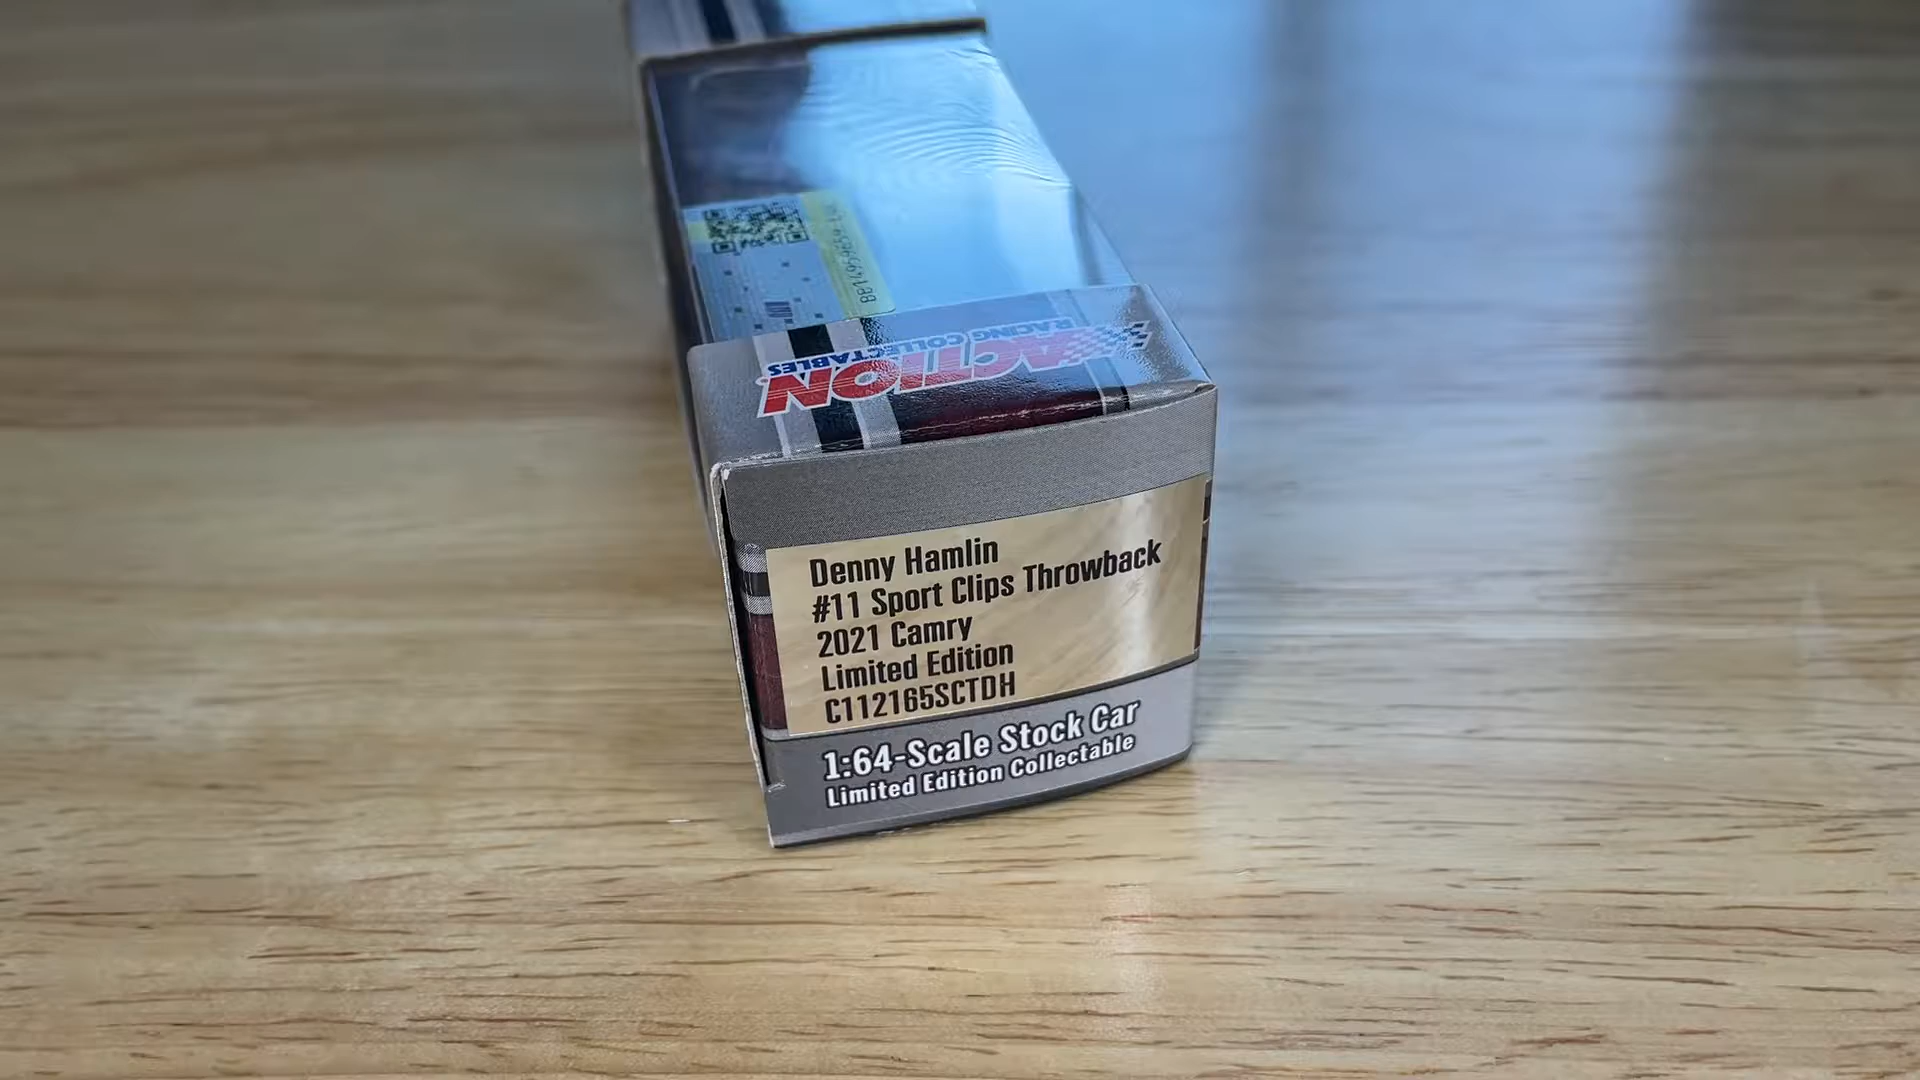 ACTION
RACING COLLECTABLES
Denny Hamlin
#11 Sport Clips Throwback
2021 Camry
Limited Edition
C112165SCTDH
1:64-Scale Stock Car
Limited Edition Collectable